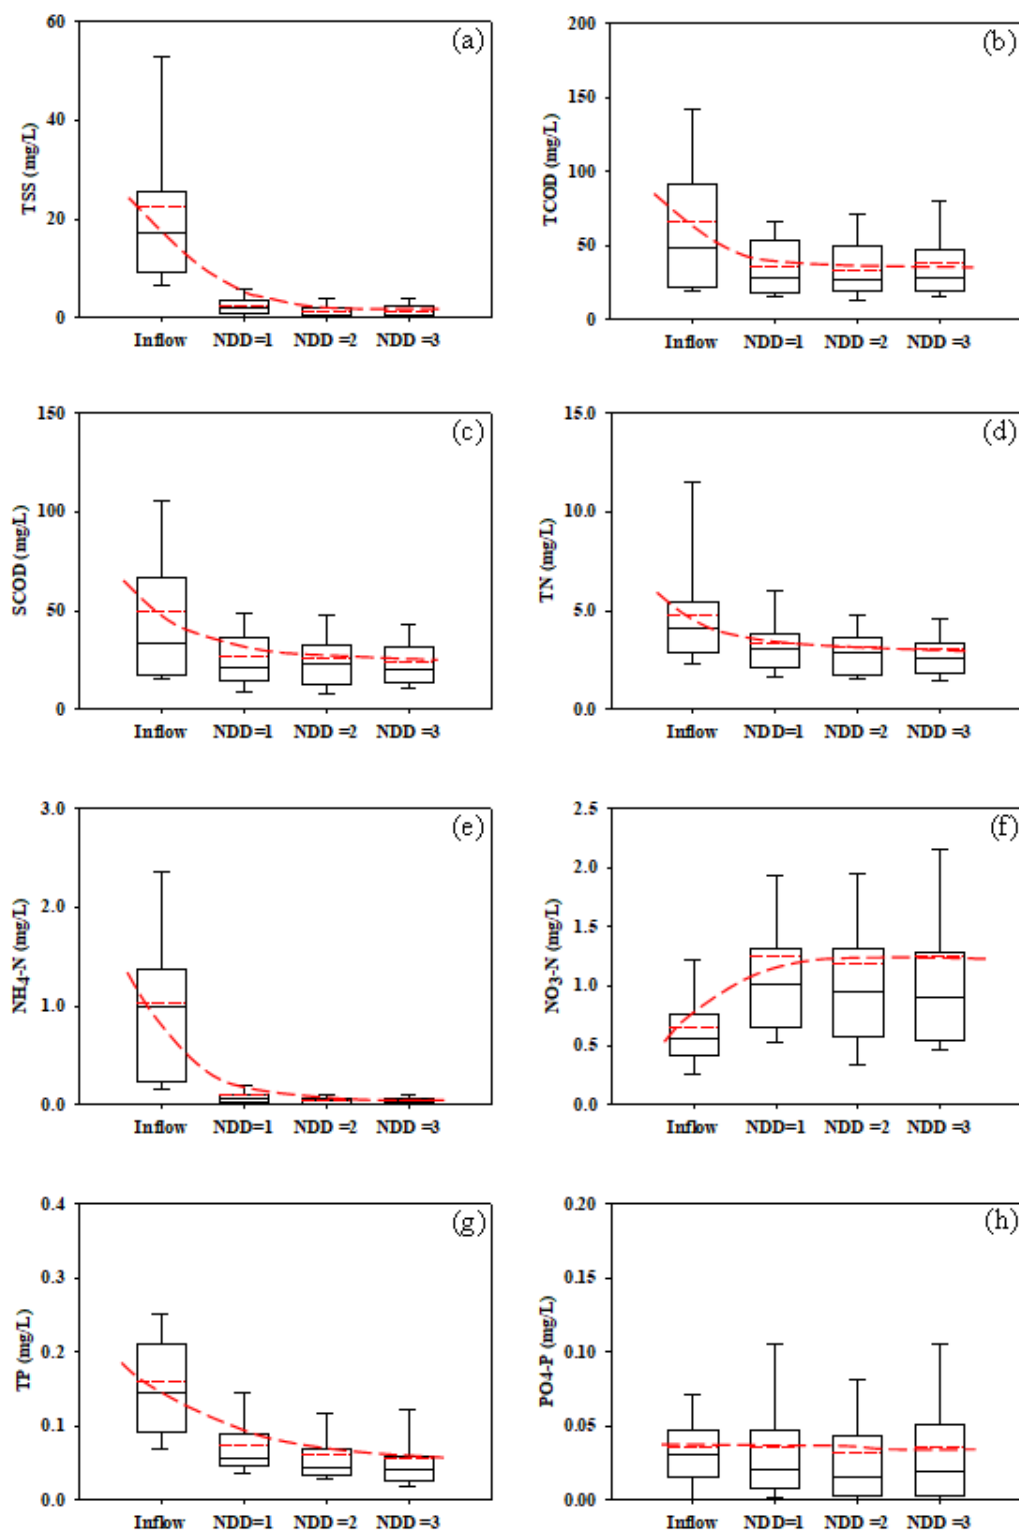 60
40
20
0
TSS (mg/L)
(a)
Inflow NDD=1 NDD =2 NDD =3
200
150
100
50
0
TCOD (mg/L)
(b)
Inflow NDD=1 NDD =2 NDD =3
150
100
50
0
SCOD (mg/L)
(c)
Inflow NDD=1 NDD =2 NDD =3
15.0
10.0
5.0
0.0
TN (mg/L)
(d)
Inflow NDD=1 NDD =2 NDD =3
3.0
2.0
1.0
0.0
NH4-N (mg/L)
(e)
Inflow NDD=1 NDD =2 NDD =3
2.5
2.0
1.5
1.0
0.5
0.0
NO3-N (mg/L)
(f)
Inflow NDD=1 NDD =2 NDD =3
0.4
0.3
0.2
0.1
0.0
TP (mg/L)
(g)
Inflow NDD=1 NDD =2 NDD =3
0.20
0.15
0.10
0.05
0.00
PO4-P (mg/L)
(h)
Inflow NDD=1 NDD =2 NDD =3